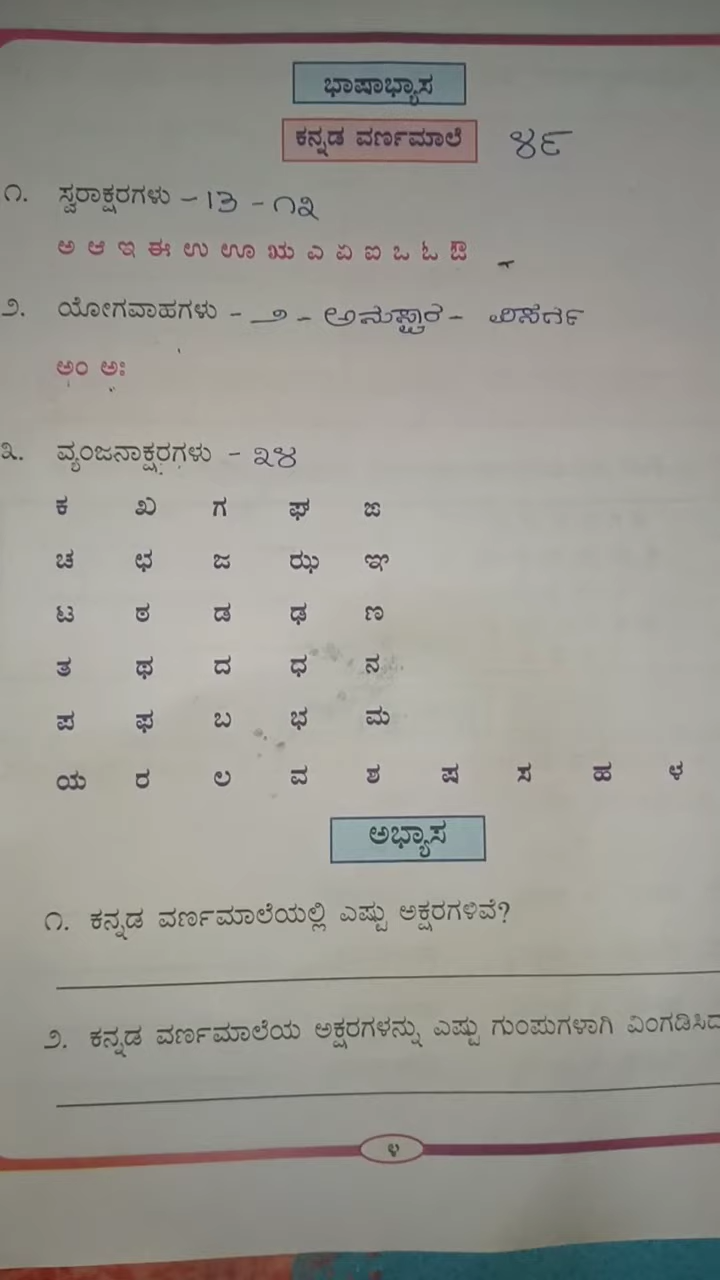 ಭಾಷಾಭ್ಯಾಸ
ಕನ್ನಡ ವರ್ಣಮಾಲೆ ೪೯
೧. ಸ್ವರಾಕ್ಷರಗಳು - 13 - ೧೩
ಅ ಆ ಇ ಈ ಉ ಊ ಋ ಎ ಏ ಐ ಒ ಓ ಔ
೨. ಯೋಗವಾಹಗಳು - ೨ - ಅನುಸ್ವಾರ - ವಿಸರ್ಗ
ಅಂ ಅಃ
೩. ವ್ಯಂಜನಾಕ್ಷರಗಳು - ೩೪
ಕ ಖ ಗ ಘ ಙ
ಚ ಛ ಜ ಝ ಞ
ಟ ಠ ಡ ಢ ಣ
ತ ಥ ದ ಧ ನ
ಪ ಫ ಬ ಭ ಮ
ಯ ರ ಲ ವ ಶ ಷ ಸ ಹ ಳ
ಅಭ್ಯಾಸ
೧. ಕನ್ನಡ ವರ್ಣಮಾಲೆಯಲ್ಲಿ ಎಷ್ಟು ಅಕ್ಷರಗಳಿವೆ?
೨. ಕನ್ನಡ ವರ್ಣಮಾಲೆಯ ಅಕ್ಷರಗಳನ್ನು ಎಷ್ಟು ಗುಂಪುಗಳಾಗಿ
೪